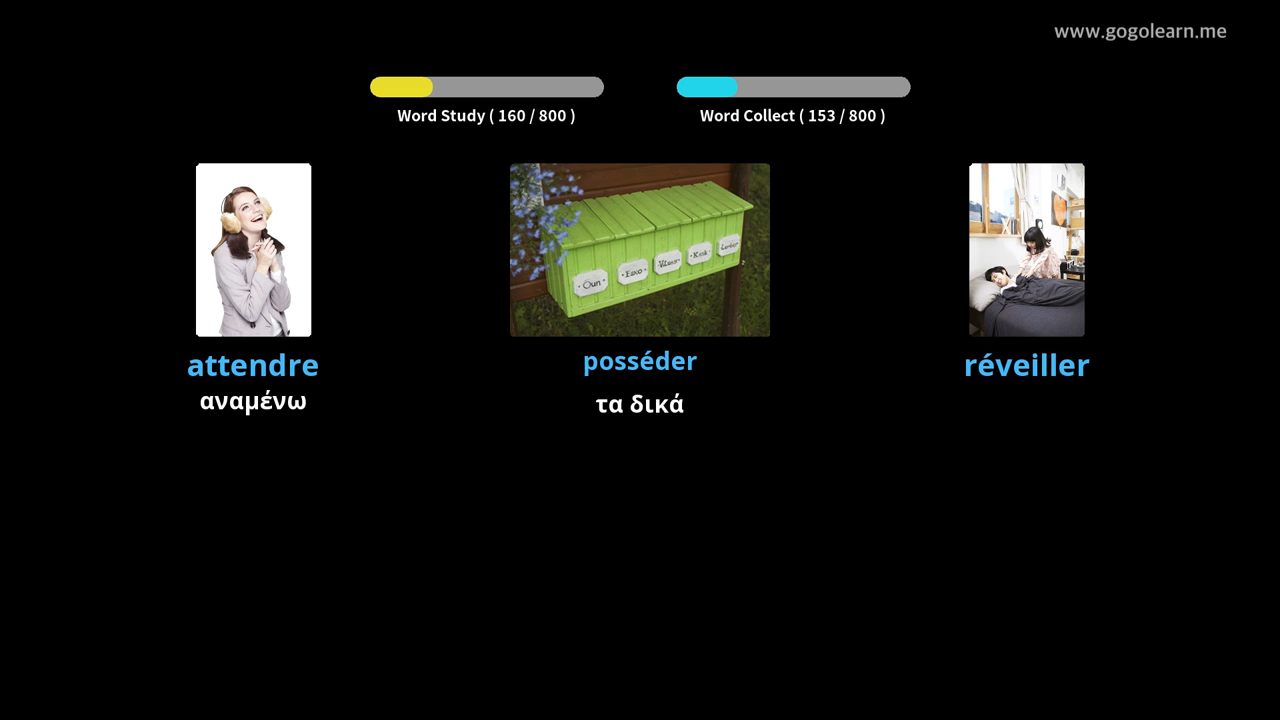 www.gogolearn.me
Word Study ( 160 / 800 )
Word Collect ( 153 / 800 )
attendre
αναμένω
posséder
τα δικά
réveiller